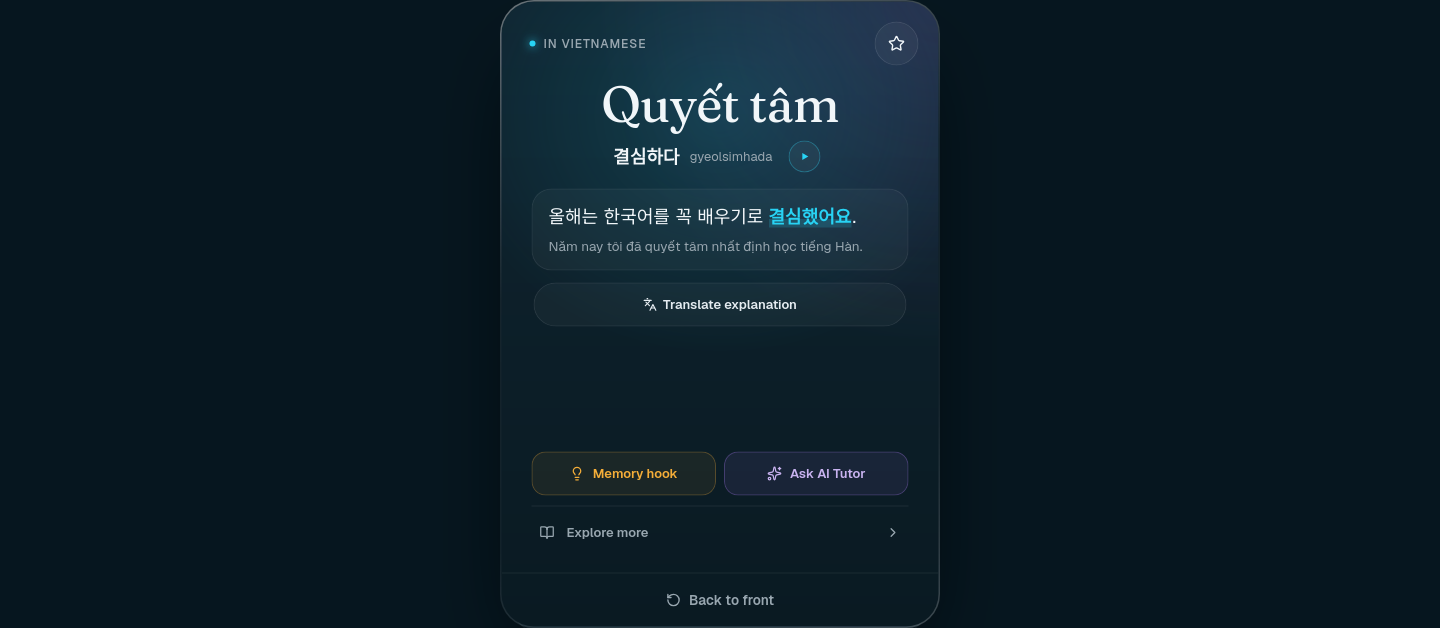 IN VIETNAMESE
Quyết tâm
결심하다 gyeolsimhada
올해는 한국어를 꼭 배우기로 결심했어요.
Năm nay tôi đã quyết tâm nhất định học tiếng Hàn.
Translate explanation
Memory hook
Ask AI Tutor
Explore more
Back to front